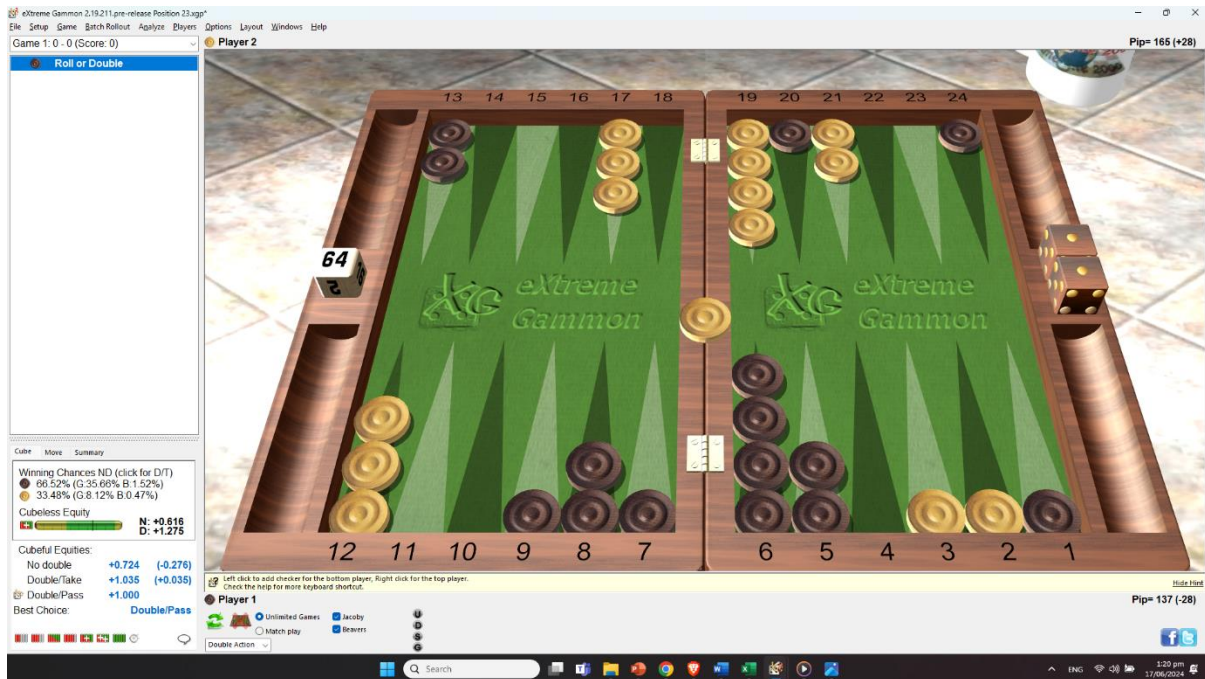 eXtreme Gammon 2.19.211.pre-release Position 23.xgp*
File Setup Game Batch Rollout Analyze Players Options Layout Windows Help
Game 1: 0 - 0 (Score: 0)
Player 2
Pip= 165 (+28)
Roll or Double
13 14 15 16 17 18 19 20 21 22 23 24
64
2
eXtreme Gammon
eXtreme Gammon
12 11 10 9 8 7 6 5 4 3 2 1
Cube Move Summary
Winning Chances ND (click for D/T)
66.52% (G:35.66% B:1.52%)
33.48% (G:8.12% B:0.47%)
Cubeless Equity
N: +0.616
D: +1.275
Cubeful Equities:
No double +0.724 (-0.276)
Double/Take +1.035 (+0.035)
Double/Pass +1.000
Best Choice: Double/Pass
Left click to add checker for the bottom player, Right click for the top player.
Check the help for more keyboard shortcut.
Hide Hint
Player 1
Pip= 137 (-28)
Unlimited Games
Jacoby
Match play
Beavers
U
D
S
G
Double Action
Search
ENG
1:20 pm
17/06/2024